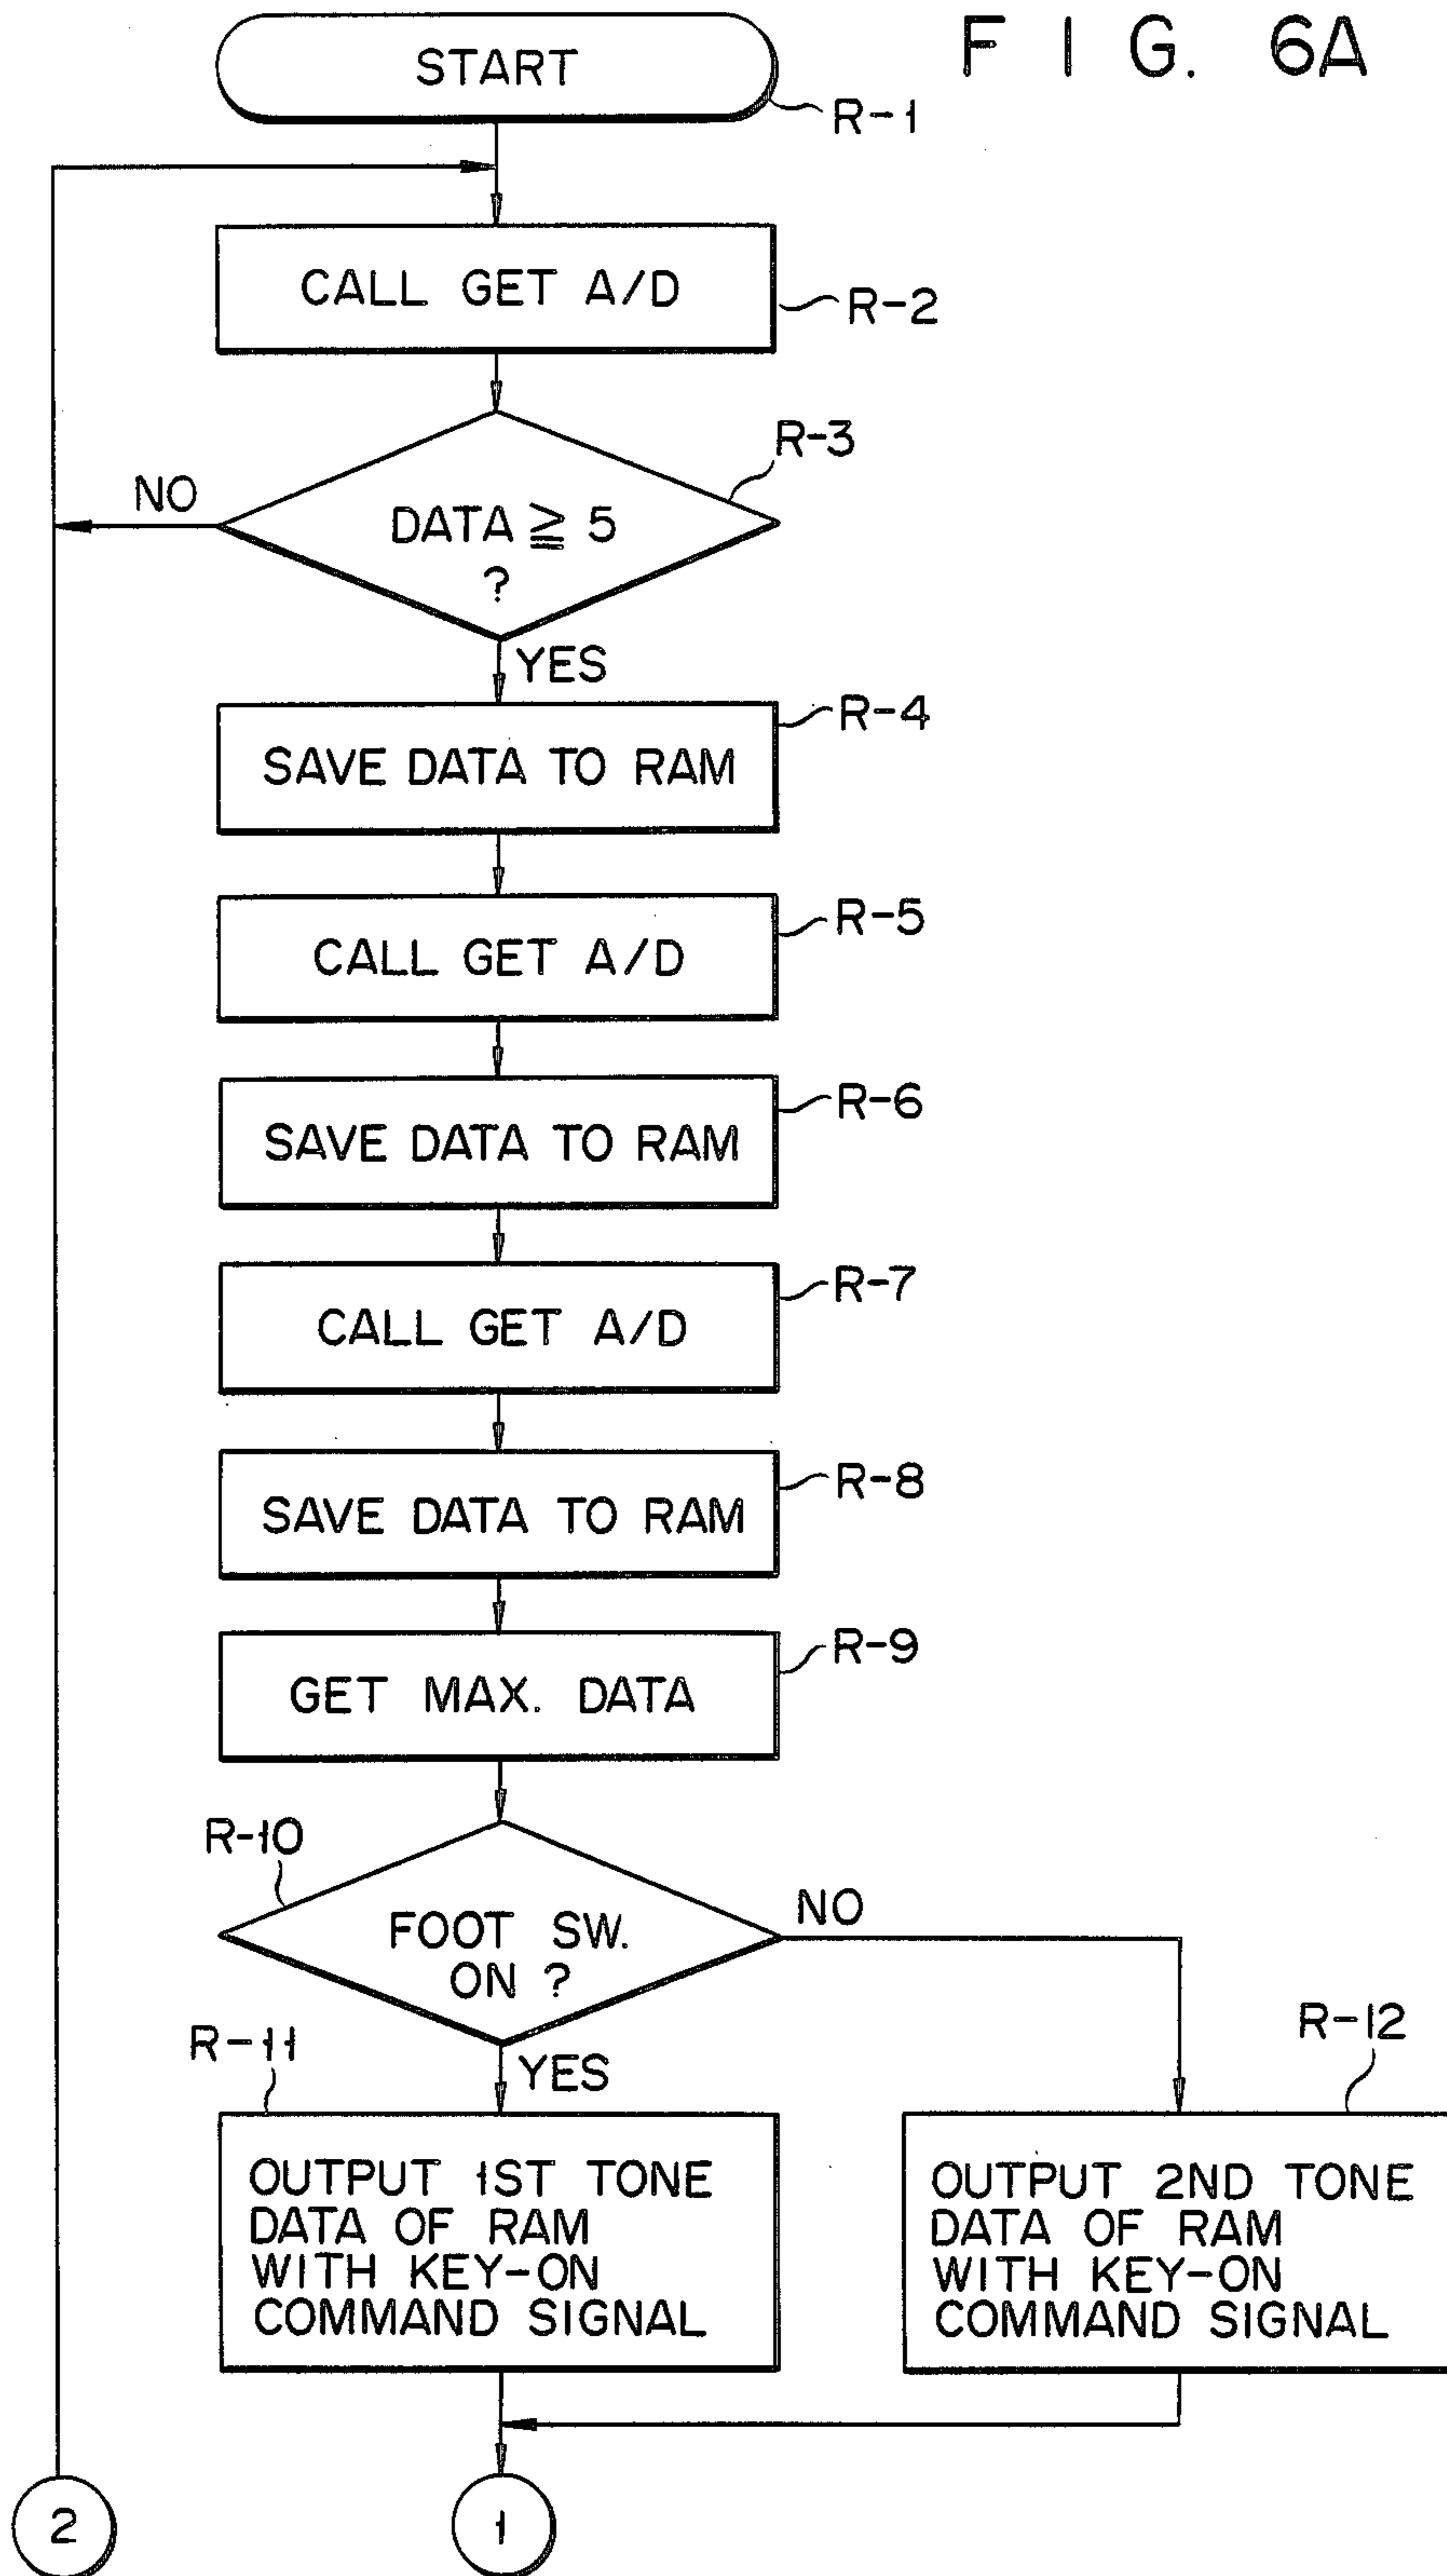 F I G. 6A
START
R-1
CALL GET A/D
R-2
R-3
NO
DATA ≧ 5
?
YES
R-4
SAVE DATA TO RAM
R-5
CALL GET A/D
R-6
SAVE DATA TO RAM
R-7
CALL GET A/D
R-8
SAVE DATA TO RAM
R-9
GET MAX. DATA
R-10
NO
FOOT SW.
ON ?
R-11
YES
R-12
OUTPUT 1ST TONE
DATA OF RAM
WITH KEY-ON
COMMAND SIGNAL
OUTPUT 2ND TONE
DATA OF RAM
WITH KEY-ON
COMMAND SIGNAL
2
1